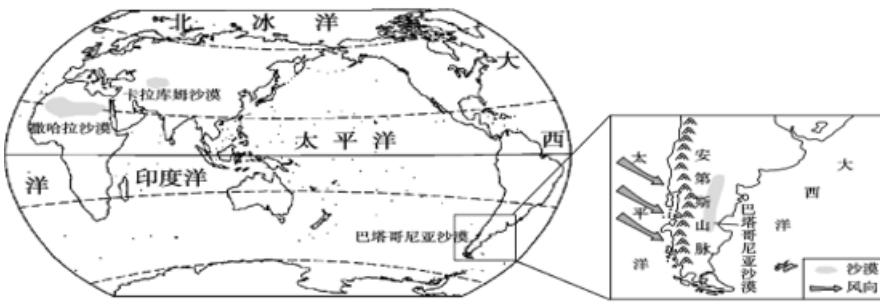 北冰洋
大
卡拉库姆沙漠
撒哈拉沙漠
太平洋
西
洋
印度洋
巴塔哥尼亚沙漠
太
平
洋
安第斯山脉
大
西
洋
巴塔哥尼亚沙漠
沙漠
风向